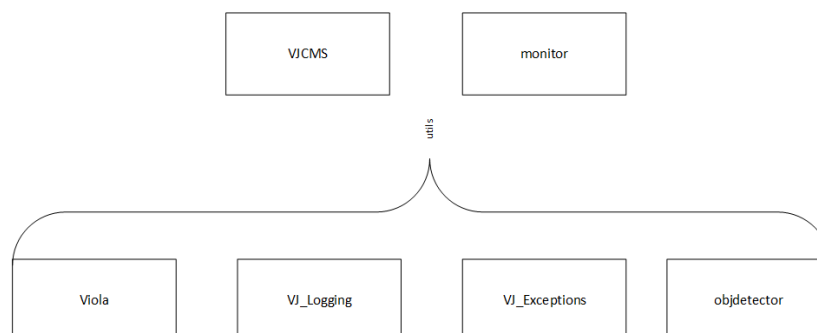 VJCMS
monitor
utils
Viola
VJ_Logging
VJ_Exceptions
objdetector